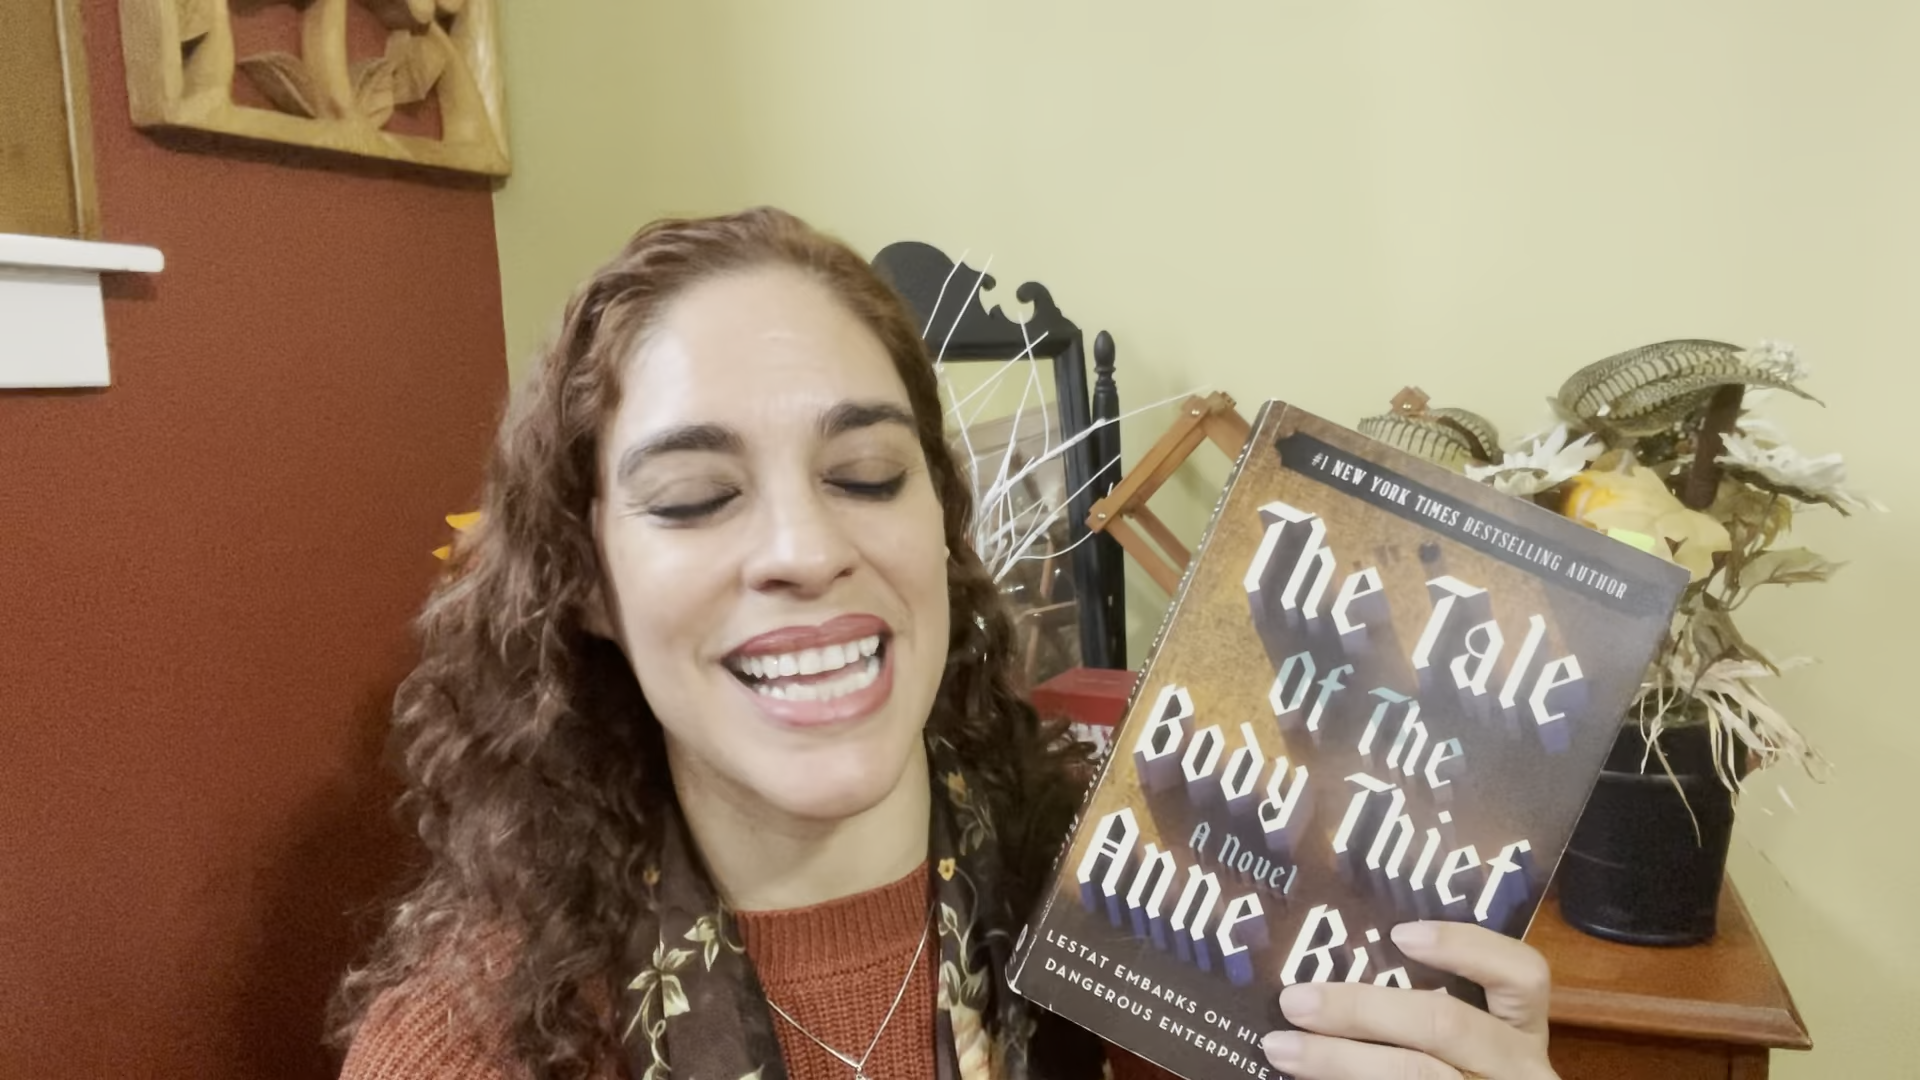 #1 NEW YORK TIMES BESTSELLING AUTHOR
The Tale
Of The
Body Thief
A Novel
Anne
LESTAT EMBARKS ON HIS
DANGEROUS ENTERPRISE